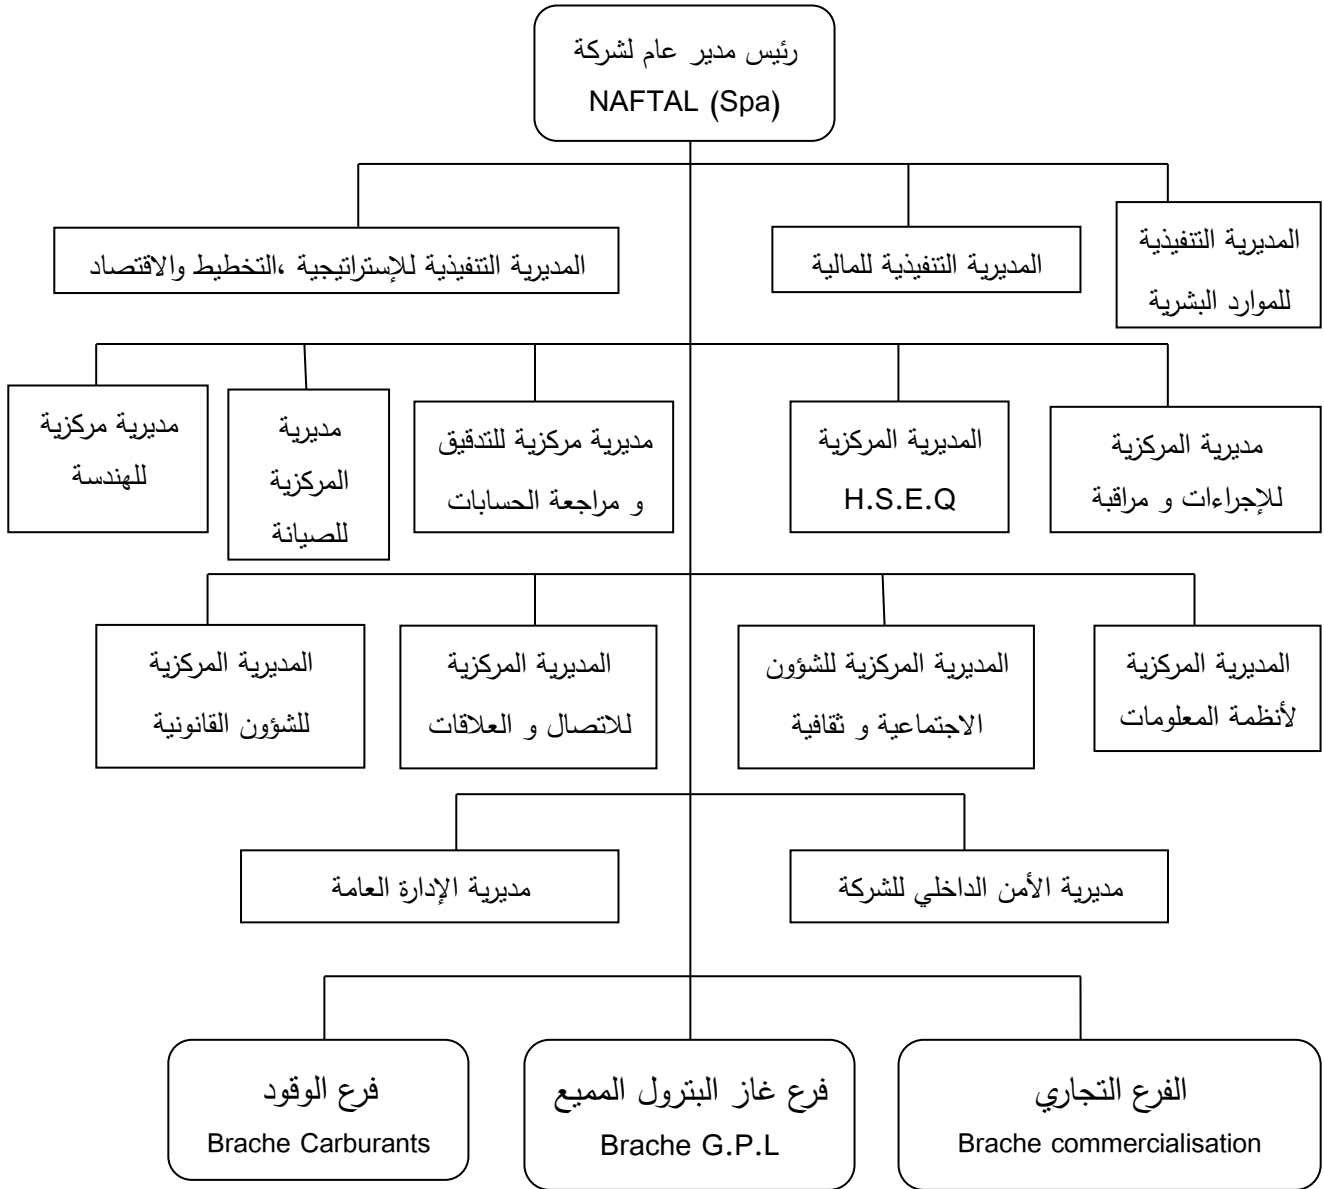 رئيس مدير عام لشركة
NAFTAL (Spa)
المديرية التنفيذية
للموارد البشرية
المديرية التنفيذية للمالية
المديرية التنفيذية للإستراتيجية ،التخطيط والاقتصاد
مديرية المركزية
للإجراءات و مراقبة
المديرية المركزية
H.S.E.Q
مديرية مركزية للتدقيق
و مراجعة الحسابات
مديرية
المركزية
للصيانة
مديرية مركزية
للهندسة
المديرية المركزية
لأنظمة المعلومات
المديرية المركزية للشؤون
الاجتماعية و ثقافية
المديرية المركزية
للاتصال و العلاقات
المديرية المركزية
للشؤون القانونية
مديرية الأمن الداخلي للشركة
مديرية الإدارة العامة
الفرع التجاري
Brache commercialisation
فرع غاز البترول المميع
Brache G.P.L
فرع الوقود
Brache Carburants